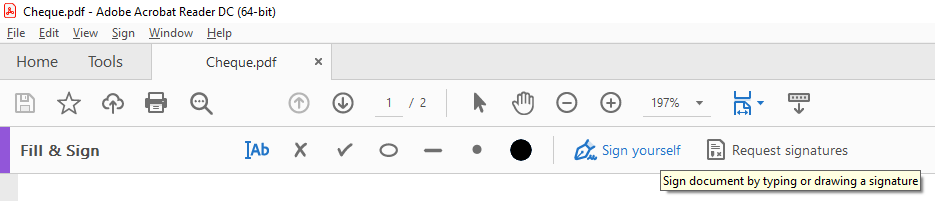 Cheque.pdf - Adobe Acrobat Reader DC (64-bit)
File Edit View Sign Window Help
Home Tools Cheque.pdf ×
1 / 2 197%
Fill & Sign Ab Sign yourself Request signatures
Sign document by typing or drawing a signature